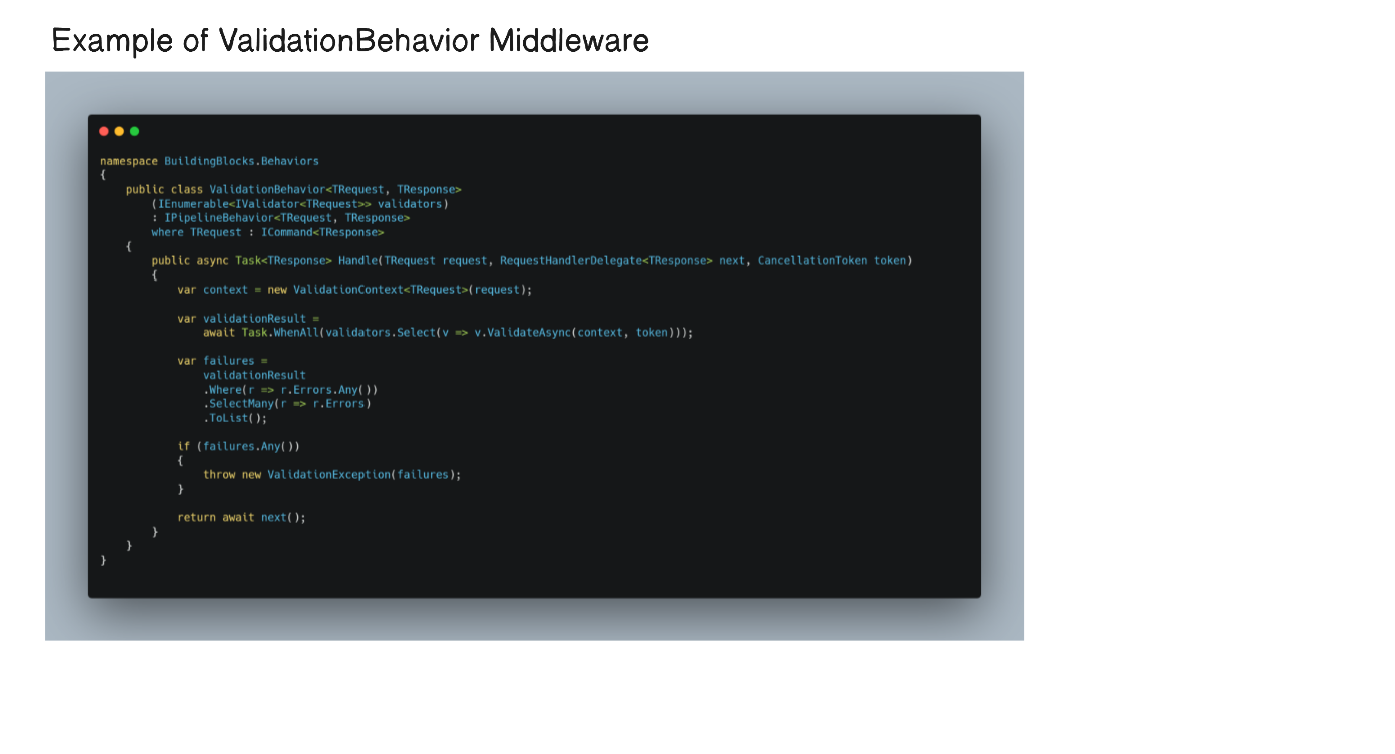 Example of ValidationBehavior Middleware
namespace BuildingBlocks.Behaviors
{
    public class ValidationBehavior<TRequest, TResponse>
        (IEnumerable<IValidator<TRequest>> validators)
        : IPipelineBehavior<TRequest, TResponse>
        where TRequest : ICommand<TResponse>
    {
        public async Task<TResponse> Handle(TRequest request, RequestHandlerDelegate<TResponse> next, CancellationToken token)
        {
            var context = new ValidationContext<TRequest>(request);
            var validationResult =
                await Task.WhenAll(validators.Select(v => v.ValidateAsync(context, token)));
            var failures =
                validationResult
                .Where(r => r.Errors.Any())
                .SelectMany(r => r.Errors)
                .ToList();
            if (failures.Any())
            {
                throw new ValidationException(failures);
            }
            return await next();
        }
    }
}